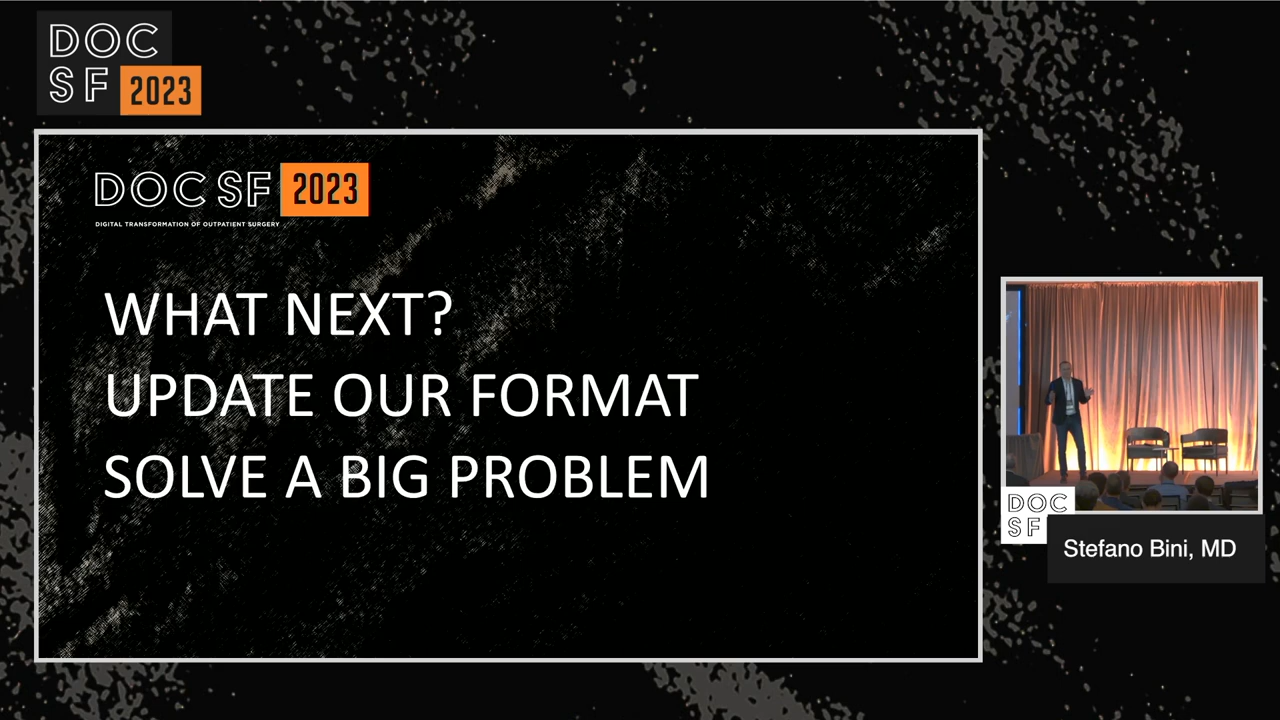 DOC
SF 2023
DOC SF 2023
DIGITAL TRANSFORMATION OF OUTPATIENT SURGERY
WHAT NEXT?
UPDATE OUR FORMAT
SOLVE A BIG PROBLEM
DOC
SF
Stefano Bini, MD